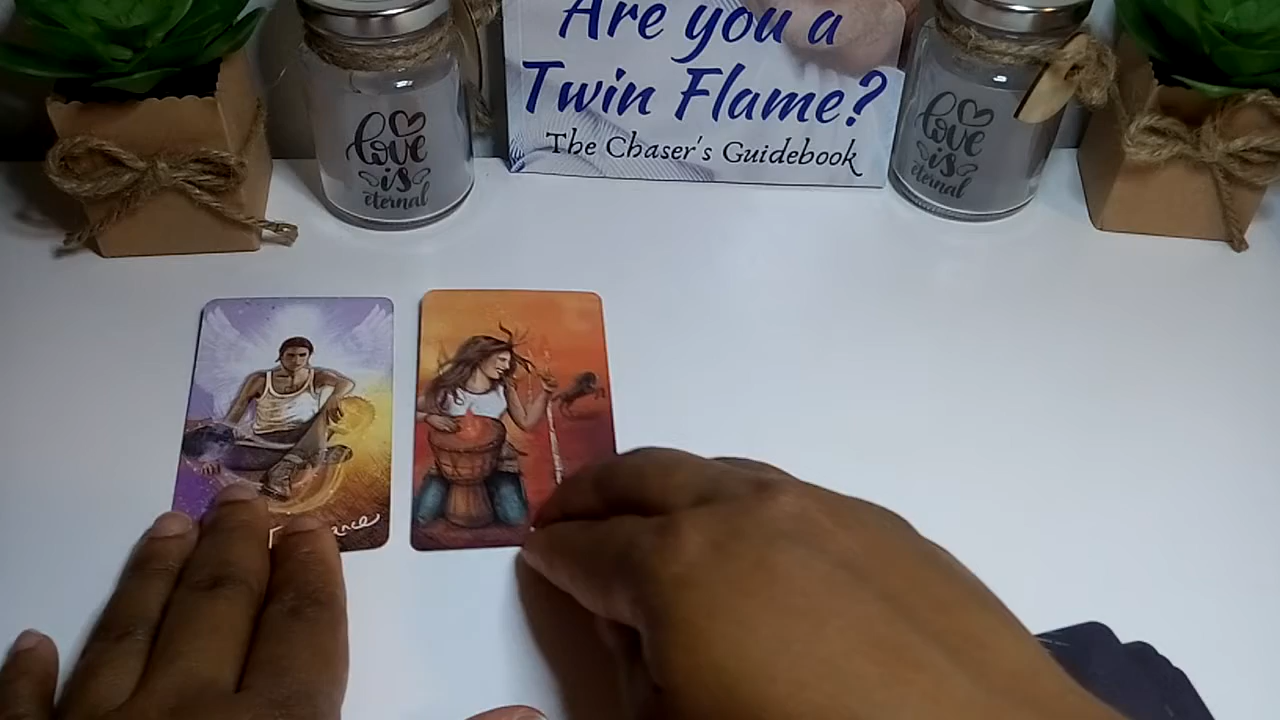 Are you a
Twin Flame?
The Chaser's Guidebook
love
is
eternal
love
is
eternal